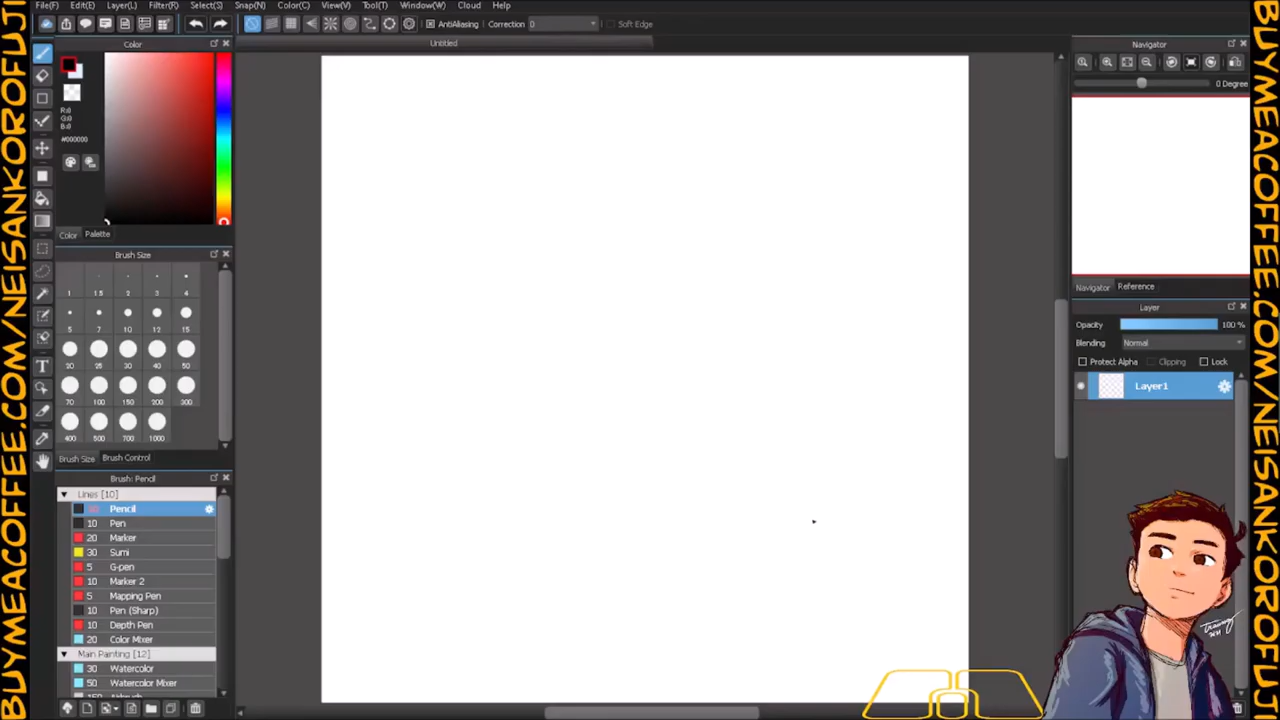 BUYMEACOFFEE.COM/NEISANKOROFUJI
File(F) Edit(E) Layer(L) Filter(R) Select(S) Snap(N) Color(C) View(V) Tool(T) Window(W) Cloud Help
AntiAliasing Correction 0 Soft Edge
Color
Untitled
Navigator
0 Degree
R:0
G:0
B:0
#000000
Color Palette
Brush Size
1 1.5 2 3 4
5 7 10 12 15
20 25 30 40 50
70 100 150 200 300
400 500 700 1000
Brush Size Brush Control
Navigator Reference
Layer
Opacity 100 %
Blending Normal
Protect Alpha Clipping Lock
Layer1
Brush: Pencil
Lines [10]
Pencil
10 Pen
20 Marker
30 Sumi
5 G-pen
10 Marker 2
5 Mapping Pen
10 Pen (Sharp)
10 Depth Pen
20 Color Mixer
Main Painting [12]
30 Watercolor
50 Watercolor Mixer
T
BUYMEACOFFEE.COM/NEISANKOROFUJI